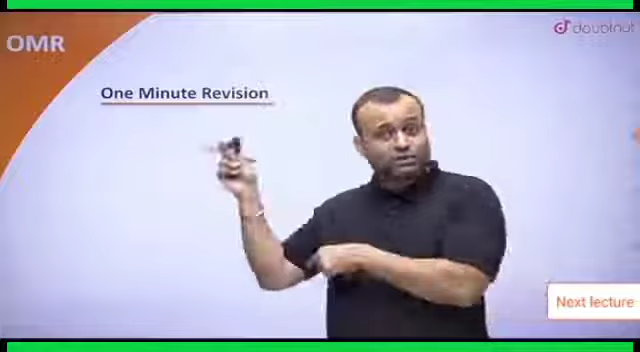 OMR
doubtnut
One Minute Revision
Next lecture